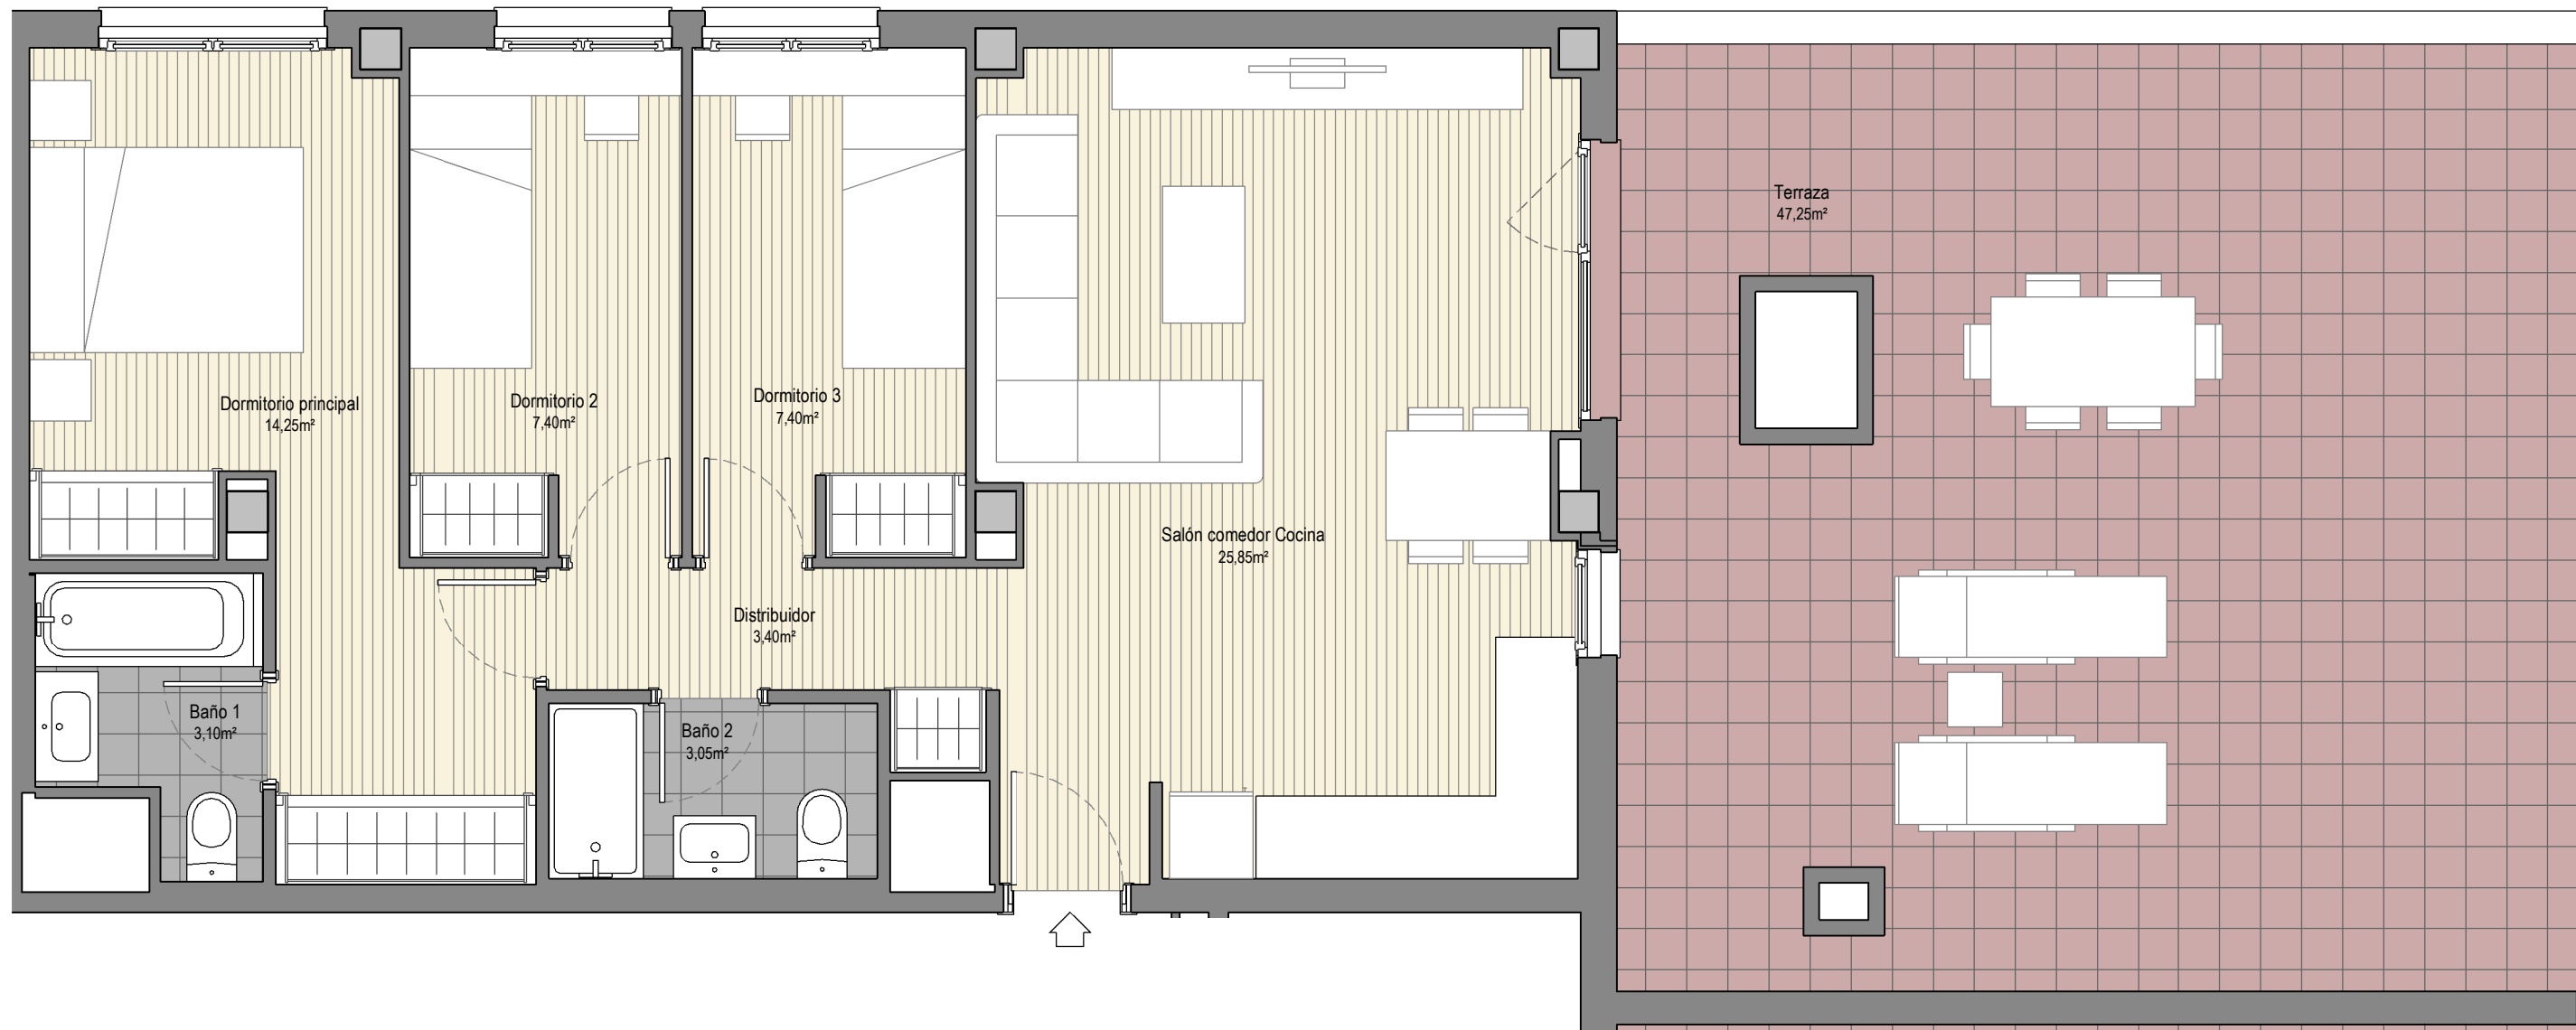 Terraza
47,25m²
Dormitorio principal
14,25m²
Dormitorio 2
7,40m²
Dormitorio 3
7,40m²
Salón comedor Cocina
25,85m²
Distribuidor
3,40m²
Baño 1
3,10m²
Baño 2
3,05m²